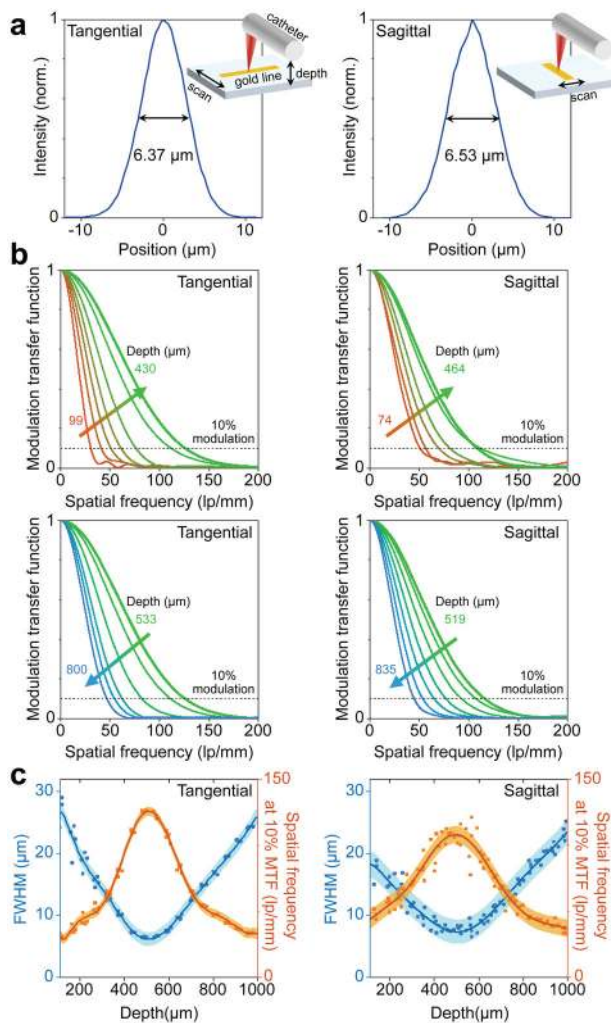 a
Tangential
catheter
scan
gold line
depth
6.37 µm
Intensity (norm.)
1
0
-10 0 10
Position (µm)
Sagittal
scan
6.53 µm
Intensity (norm.)
1
0
-10 0 10
Position (µm)
b
Tangential
Modulation transfer function
1
0
Depth (µm)
430
99
10%
modulation
0 50 100 150 200
Spatial frequency (lp/mm)
Sagittal
Modulation transfer function
1
0
Depth (µm)
464
74
10%
modulation
0 50 100 150 200
Spatial frequency (lp/mm)
Tangential
Modulation transfer function
1
0
Depth (µm)
533
800
10%
modulation
0 50 100 150 200
Spatial frequency (lp/mm)
Sagittal
Modulation transfer function
1
0
Depth (µm)
519
835
10%
modulation
0 50 100 150 200
Spatial frequency (lp/mm)
c
Tangential
FWHM (µm)
30
20
10
0
150
0
Spatial frequency
at 10% MTF
(lp/mm)
200 400 600 800 1000
Depth(µm)
Sagittal
FWHM (µm)
30
20
10
0
150
0
Spatial frequency
at 10% MTF
(lp/mm)
200 400 600 800 1000
Depth(µm)